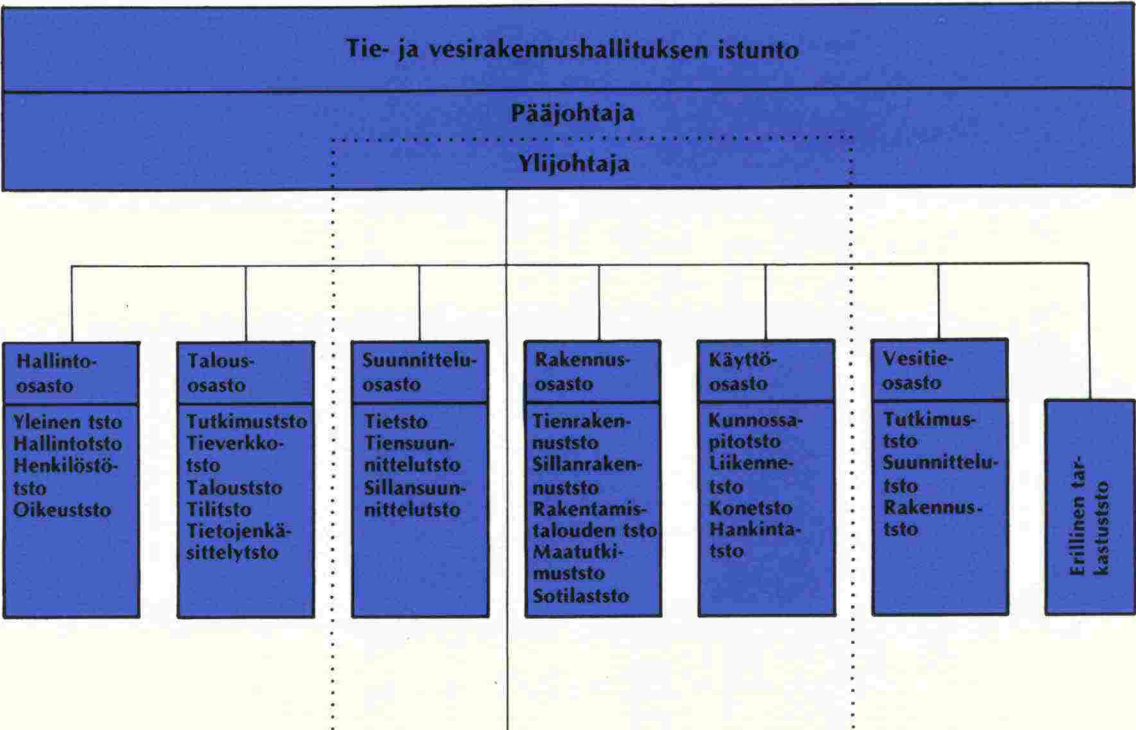 Tie- ja vesirakennushallituksen istunto
Pääjohtaja
Ylijohtaja
Hallinto-
osasto
Yleinen tsto
Hallintotsto
Henkilöstö-
tsto
Oikeuststo
Talous-
osasto
Tutkimuststo
Tieverkko-
tsto
Talouststo
Tilitsto
Tietojenkä-
sittelytsto
Suunnittelu-
osasto
Tietsto
Tiensuun-
nittelutsto
Sillansuun-
nittelutsto
Rakennus-
osasto
Tienraken-
nuststo
Sillanraken-
nuststo
Rakentamis-
talouden tsto
Maatutki-
muststo
Sotilaststo
Käyttö-
osasto
Kunnossa-
pitotsto
Liikenne-
tsto
Konetsto
Hankinta-
tsto
Vesitie-
osasto
Tutkimus-
tsto
Suunnittelu-
tsto
Rakennus-
tsto
Erillinen tar-
kastuststo